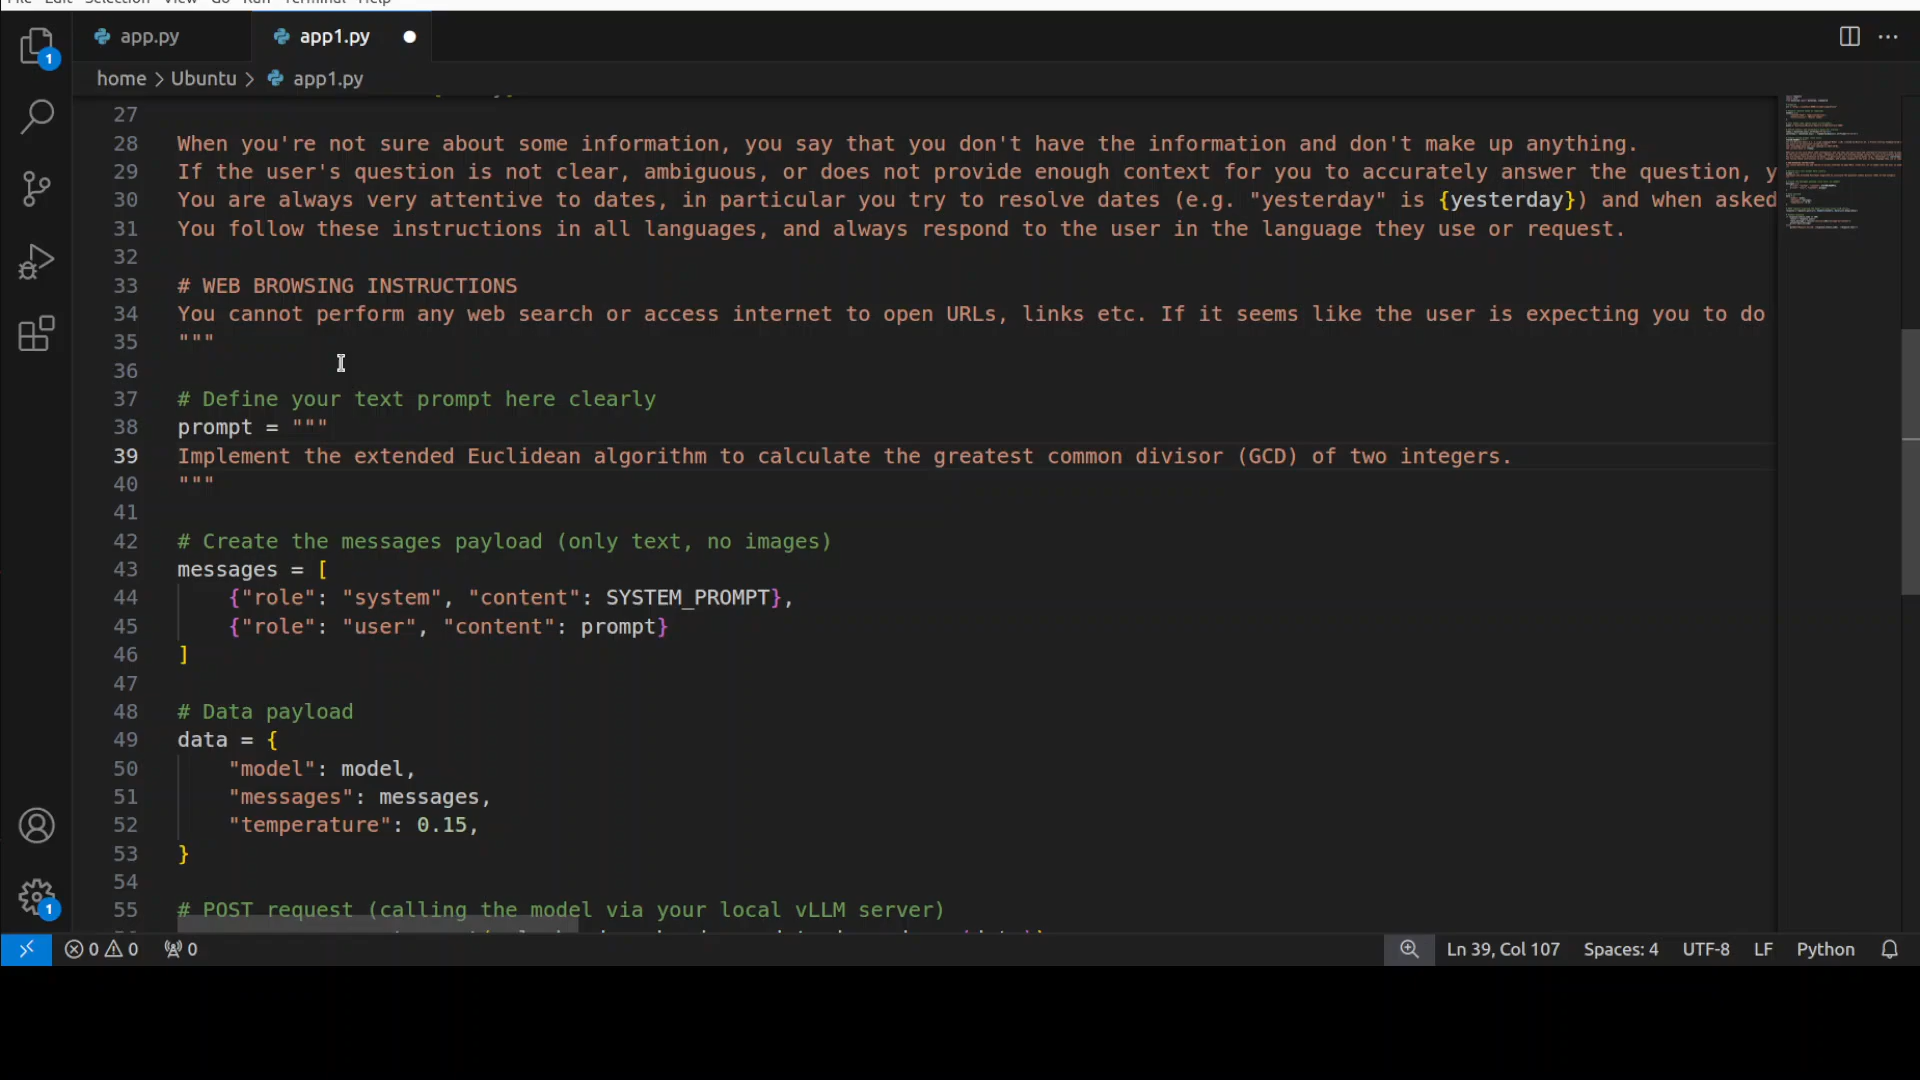 File Edit Selection View Go Run Terminal Help
app.py
app1.py
home > Ubuntu > app1.py
27
28 When you're not sure about some information, you say that you don't have the information and don't make up anything.
29 If the user's question is not clear, ambiguous, or does not provide enough context for you to accurately answer the question, y
30 You are always very attentive to dates, in particular you try to resolve dates (e.g. "yesterday" is {yesterday}) and when asked
31 You follow these instructions in all languages, and always respond to the user in the language they use or request.
32
33 # WEB BROWSING INSTRUCTIONS
34 You cannot perform any web search or access internet to open URLs, links etc. If it seems like the user is expecting you to do
35 """
36
37 # Define your text prompt here clearly
38 prompt = """
39 Implement the extended Euclidean algorithm to calculate the greatest common divisor (GCD) of two integers.
40 """
41
42 # Create the messages payload (only text, no images)
43 messages = [
44 {"role": "system", "content": SYSTEM_PROMPT},
45 {"role": "user", "content": prompt}
46 ]
47
48 # Data payload
49 data = {
50 "model": model,
51 "messages": messages,
52 "temperature": 0.15,
53 }
54
55 # POST request (calling the model via your local vLLM server)
1
1
0 0 0 Ln 39, Col 107 Spaces: 4 UTF-8 LF Python